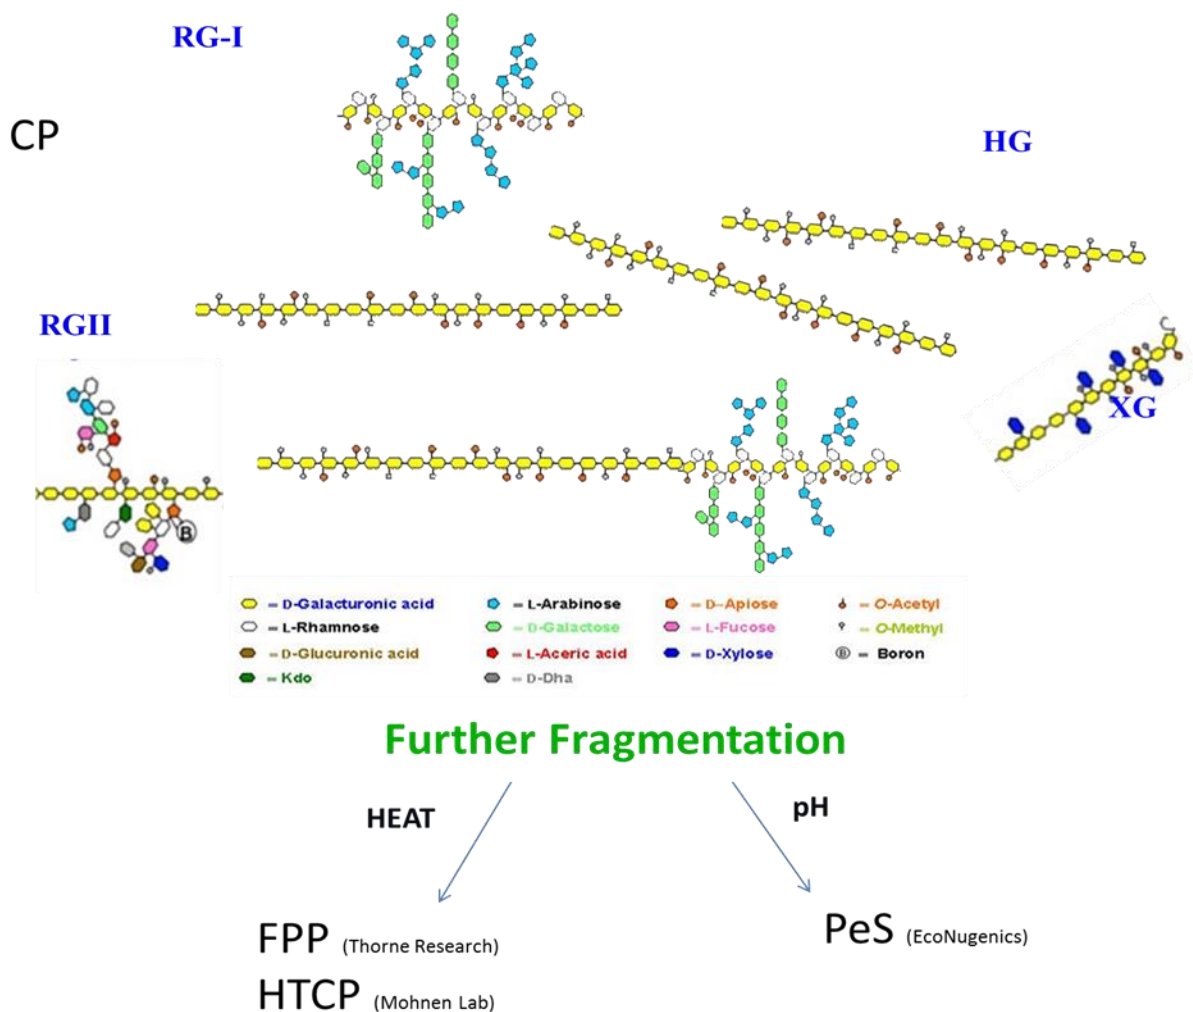 RG-I
CP
HG
RGII
XG
B
= D-Galacturonic acid = L-Arabinose = D-Apiose = O-Acetyl
= L-Rhamnose = D-Galactose = L-Fucose = O-Methyl
= D-Glucuronic acid = L-Aceric acid = D-Xylose B = Boron
= Kdo = D-Dha
Further Fragmentation
HEAT pH
FPP (Thorne Research) PeS (EcoNugenics)
HTCP (Mohnen Lab)